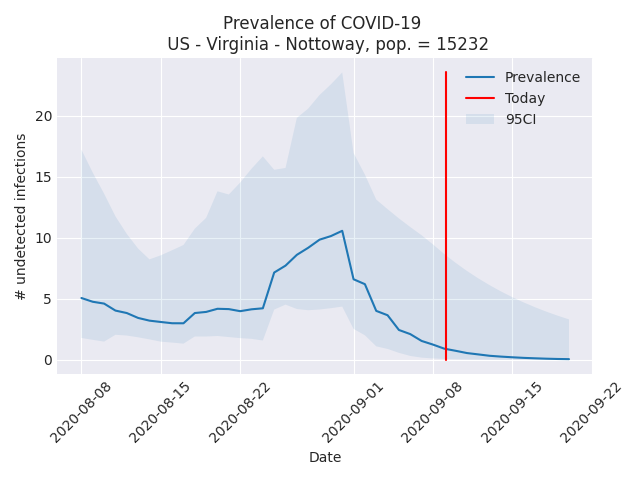 Prevalence of COVID-19
US - Virginia - Nottoway, pop. = 15232
Prevalence
Today
95CI
# undetected infections
20
15
10
5
0
2020-08-08
2020-08-15
2020-08-22
2020-09-01
2020-09-08
2020-09-15
2020-09-22
Date